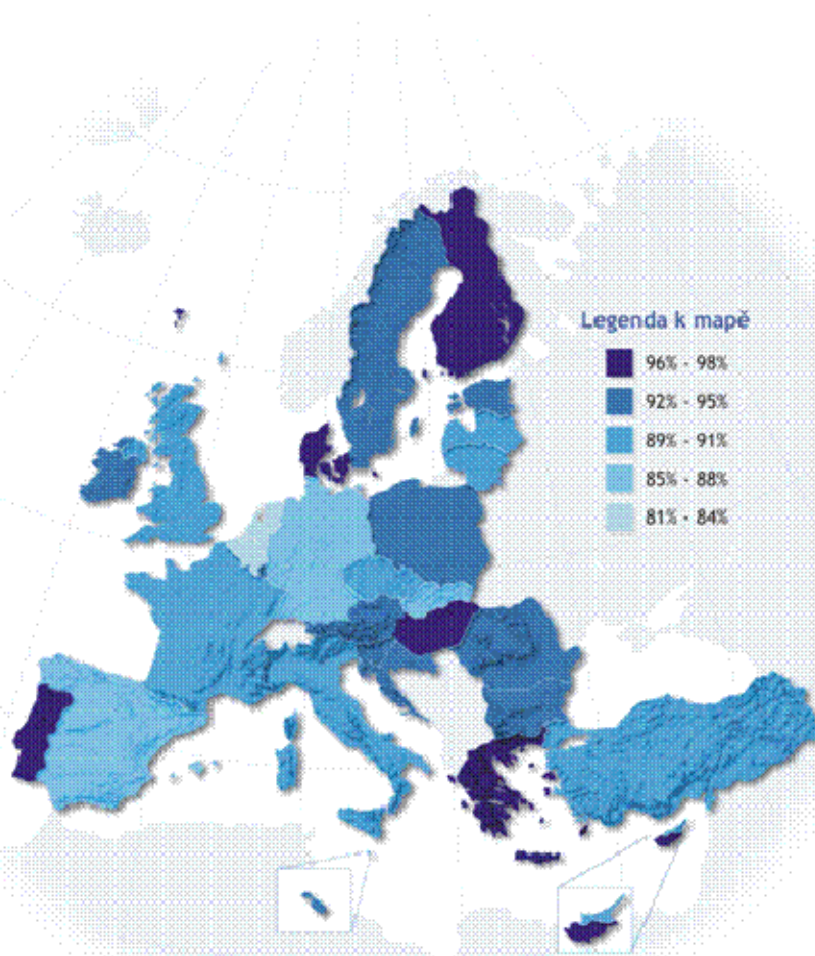 Legenda k mapě
96% - 98%
92% - 95%
89% - 91%
85% - 88%
81% - 84%